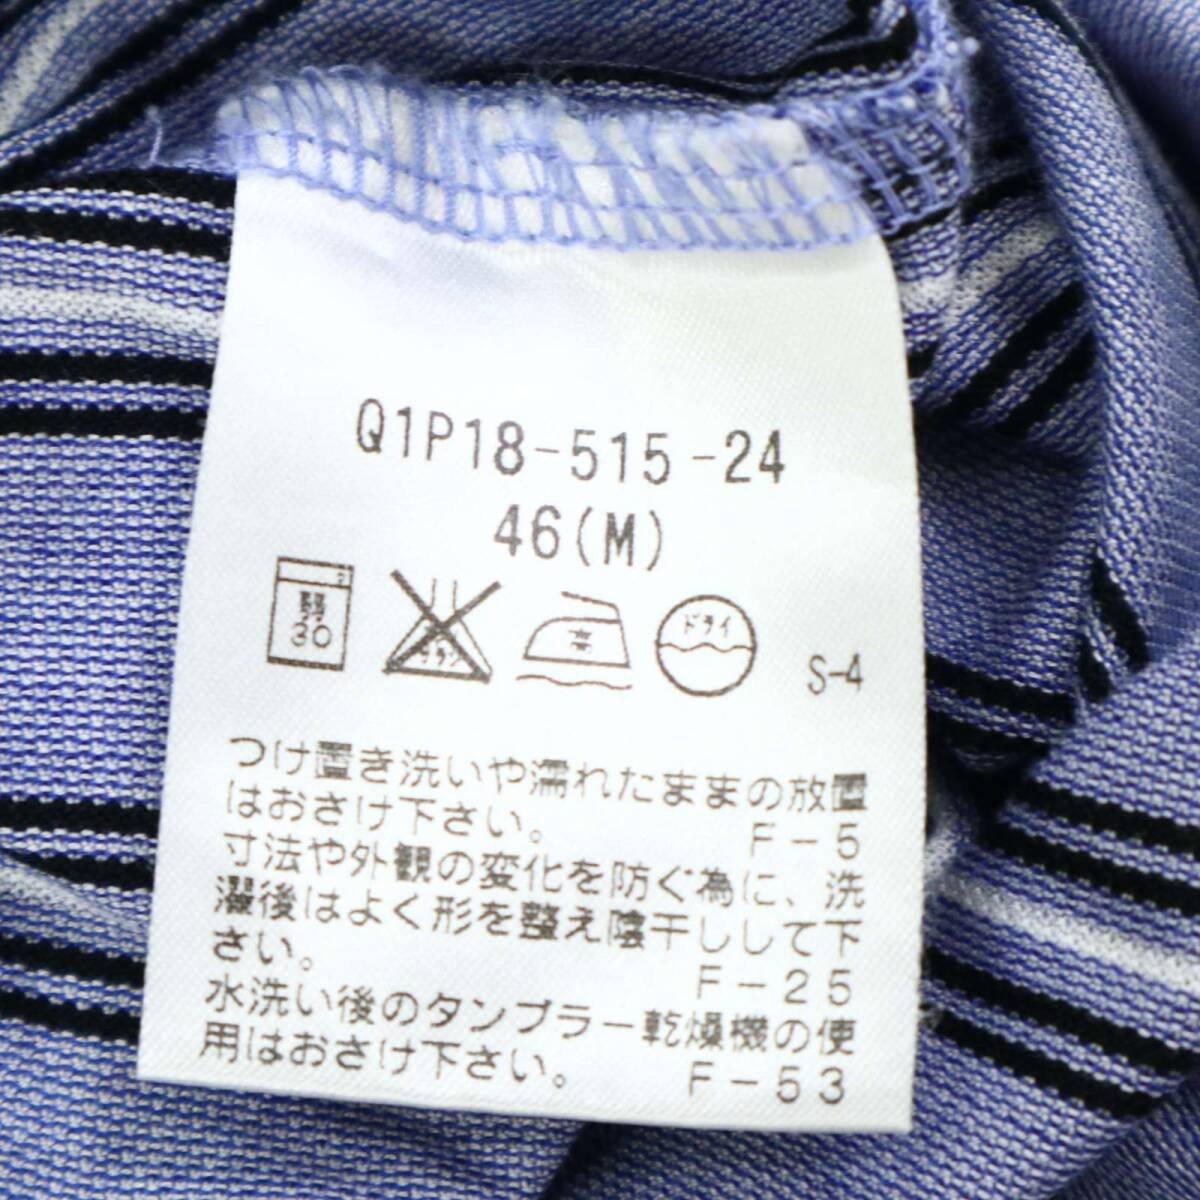 Q1P18-515-24
46(M)
弱
30
高
ドライ
S-4
つけ置き洗いや濡れたままの放置
はおさけ下さい。 F-5
寸法や外観の変化を防ぐ為に、洗
濯後はよく形を整え陰干しして下
さい。 F-25
水洗い後のタンブラー乾燥機の使
用はおさけ下さい。 F-53